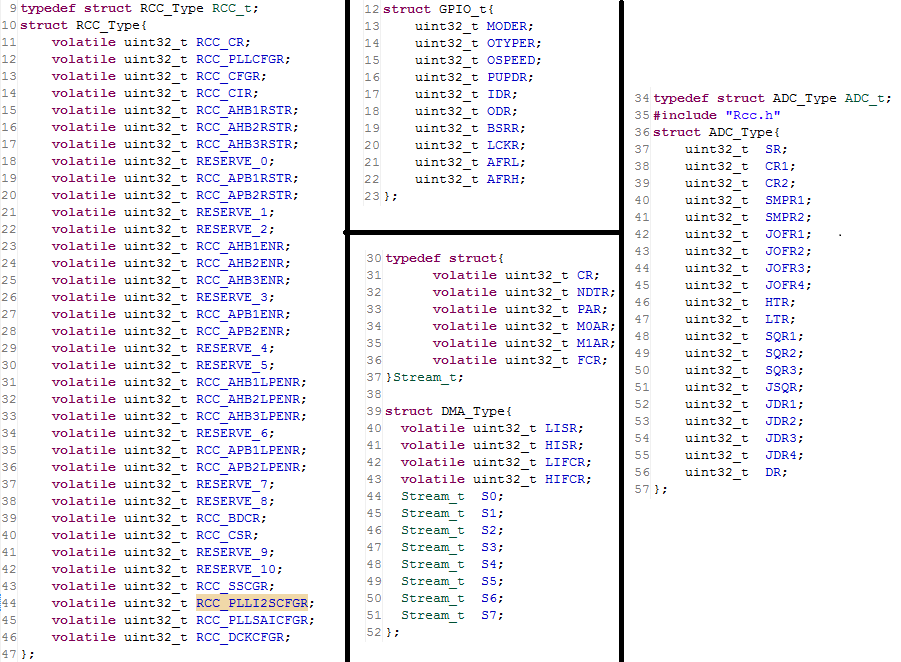 9 typedef struct RCC_Type RCC_t;
10 struct RCC_Type{
11 volatile uint32_t RCC_CR;
12 volatile uint32_t RCC_PLLCFGR;
13 volatile uint32_t RCC_CFGR;
14 volatile uint32_t RCC_CIR;
15 volatile uint32_t RCC_AHB1RSTR;
16 volatile uint32_t RCC_AHB2RSTR;
17 volatile uint32_t RCC_AHB3RSTR;
18 volatile uint32_t RESERVE_0;
19 volatile uint32_t RCC_APB1RSTR;
20 volatile uint32_t RCC_APB2RSTR;
21 volatile uint32_t RESERVE_1;
22 volatile uint32_t RESERVE_2;
23 volatile uint32_t RCC_AHB1ENR;
24 volatile uint32_t RCC_AHB2ENR;
25 volatile uint32_t RCC_AHB3ENR;
26 volatile uint32_t RESERVE_3;
27 volatile uint32_t RCC_APB1ENR;
28 volatile uint32_t RCC_APB2ENR;
29 volatile uint32_t RESERVE_4;
30 volatile uint32_t RESERVE_5;
31 volatile uint32_t RCC_AHB1LPENR;
32 volatile uint32_t RCC_AHB2LPENR;
33 volatile uint32_t RCC_AHB3LPENR;
34 volatile uint32_t RESERVE_6;
35 volatile uint32_t RCC_APB1LPENR;
36 volatile uint32_t RCC_APB2LPENR;
37 volatile uint32_t RESERVE_7;
38 volatile uint32_t RESERVE_8;
39 volatile uint32_t RCC_BDCR;
40 volatile uint32_t RCC_CSR;
41 volatile uint32_t RESERVE_9;
42 volatile uint32_t RESERVE_10;
43 volatile uint32_t RCC_SSCGR;
44 volatile uint32_t RCC_PLLI2SCFGR;
45 volatile uint32_t RCC_PLLSAICFGR;
46 volatile uint32_t RCC_DCKCFGR;
47 };
12 struct GPIO_t{
13 uint32_t MODER;
14 uint32_t OTYPER;
15 uint32_t OSPEED;
16 uint32_t PUPDR;
17 uint32_t IDR;
18 uint32_t ODR;
19 uint32_t BSRR;
20 uint32_t LCKR;
21 uint32_t AFRL;
22 uint32_t AFRH;
23 };
30 typedef struct{
31 volatile uint32_t CR;
32 volatile uint32_t NDTR;
33 volatile uint32_t PAR;
34 volatile uint32_t M0AR;
35 volatile uint32_t M1AR;
36 volatile uint32_t FCR;
37 }Stream_t;
38
39 struct DMA_Type{
40 volatile uint32_t LISR;
41 volatile uint32_t HISR;
42 volatile uint32_t LIFCR;
43 volatile uint32_t HIFCR;
44 Stream_t S0;
45 Stream_t S1;
46 Stream_t S2;
47 Stream_t S3;
48 Stream_t S4;
49 Stream_t S5;
50 Stream_t S6;
51 Stream_t S7;
52 };
34 typedef struct ADC_Type ADC_t;
35 #include "Rcc.h"
36 struct ADC_Type{
37 uint32_t SR;
38 uint32_t CR1;
39 uint32_t CR2;
40 uint32_t SMPR1;
41 uint32_t SMPR2;
42 uint32_t JOFR1;
43 uint32_t JOFR2;
44 uint32_t JOFR3;
45 uint32_t JOFR4;
46 uint32_t HTR;
47 uint32_t LTR;
48 uint32_t SQR1;
49 uint32_t SQR2;
50 uint32_t SQR3;
51 uint32_t JSQR;
52 uint32_t JDR1;
53 uint32_t JDR2;
54 uint32_t JDR3;
55 uint32_t JDR4;
56 uint32_t DR;
57 };